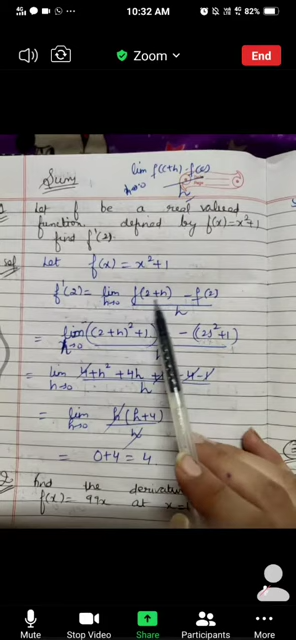 10:32 AM
82%
Zoom
End
Sum
lim f(c+h)-f(c)
h→0 h
Let f be a real valued
function defined by f(x)=x²+1
find f'(2).
Sol Let f(x) = x²+1
f'(2) = lim f(2+h) - f(2)
h→0 h
= lim ((2+h)²+1) - ((2)²+1)
h→0
= lim 4+h²+4h -4-1
h→0 h
= lim h(h+4)
h→0 h
= 0+4 = 4.
find the
f(x) = 99x at
Mute
Stop Video
Share
Participants
More